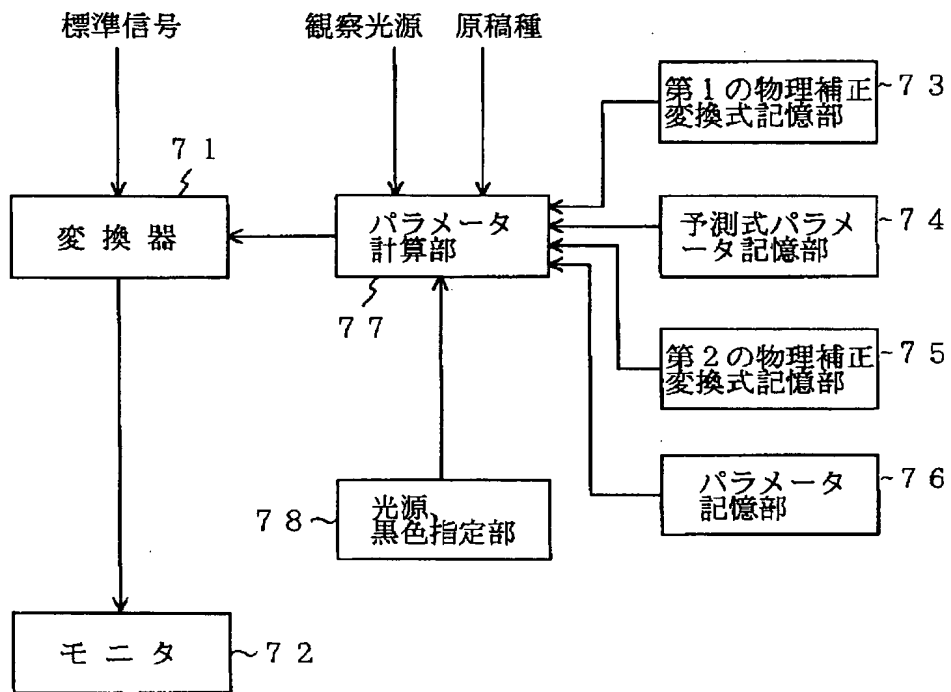 標準信号
観察光源 原稿種
第1の物理補正
変換式記憶部
~73
71
変換器
パラメータ
計算部
予測式パラメ
ータ記憶部
~74
77
第2の物理補正
変換式記憶部
~75
78~
光源、
黒色指定部
パラメータ
記憶部
~76
モニタ
~72